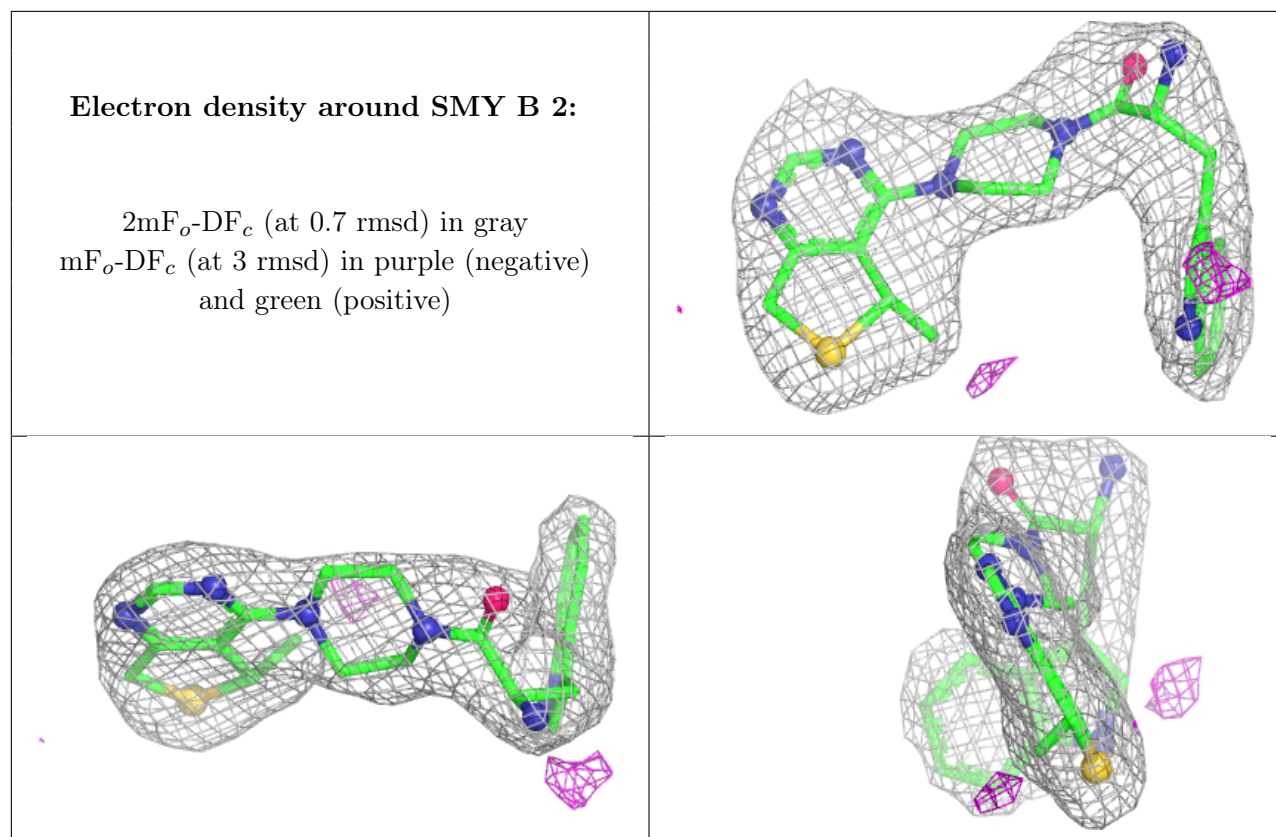 Electron density around SMY B 2:
2mFo-DFc (at 0.7 rmsd) in gray
mFo-DFc (at 3 rmsd) in purple (negative)
and green (positive)